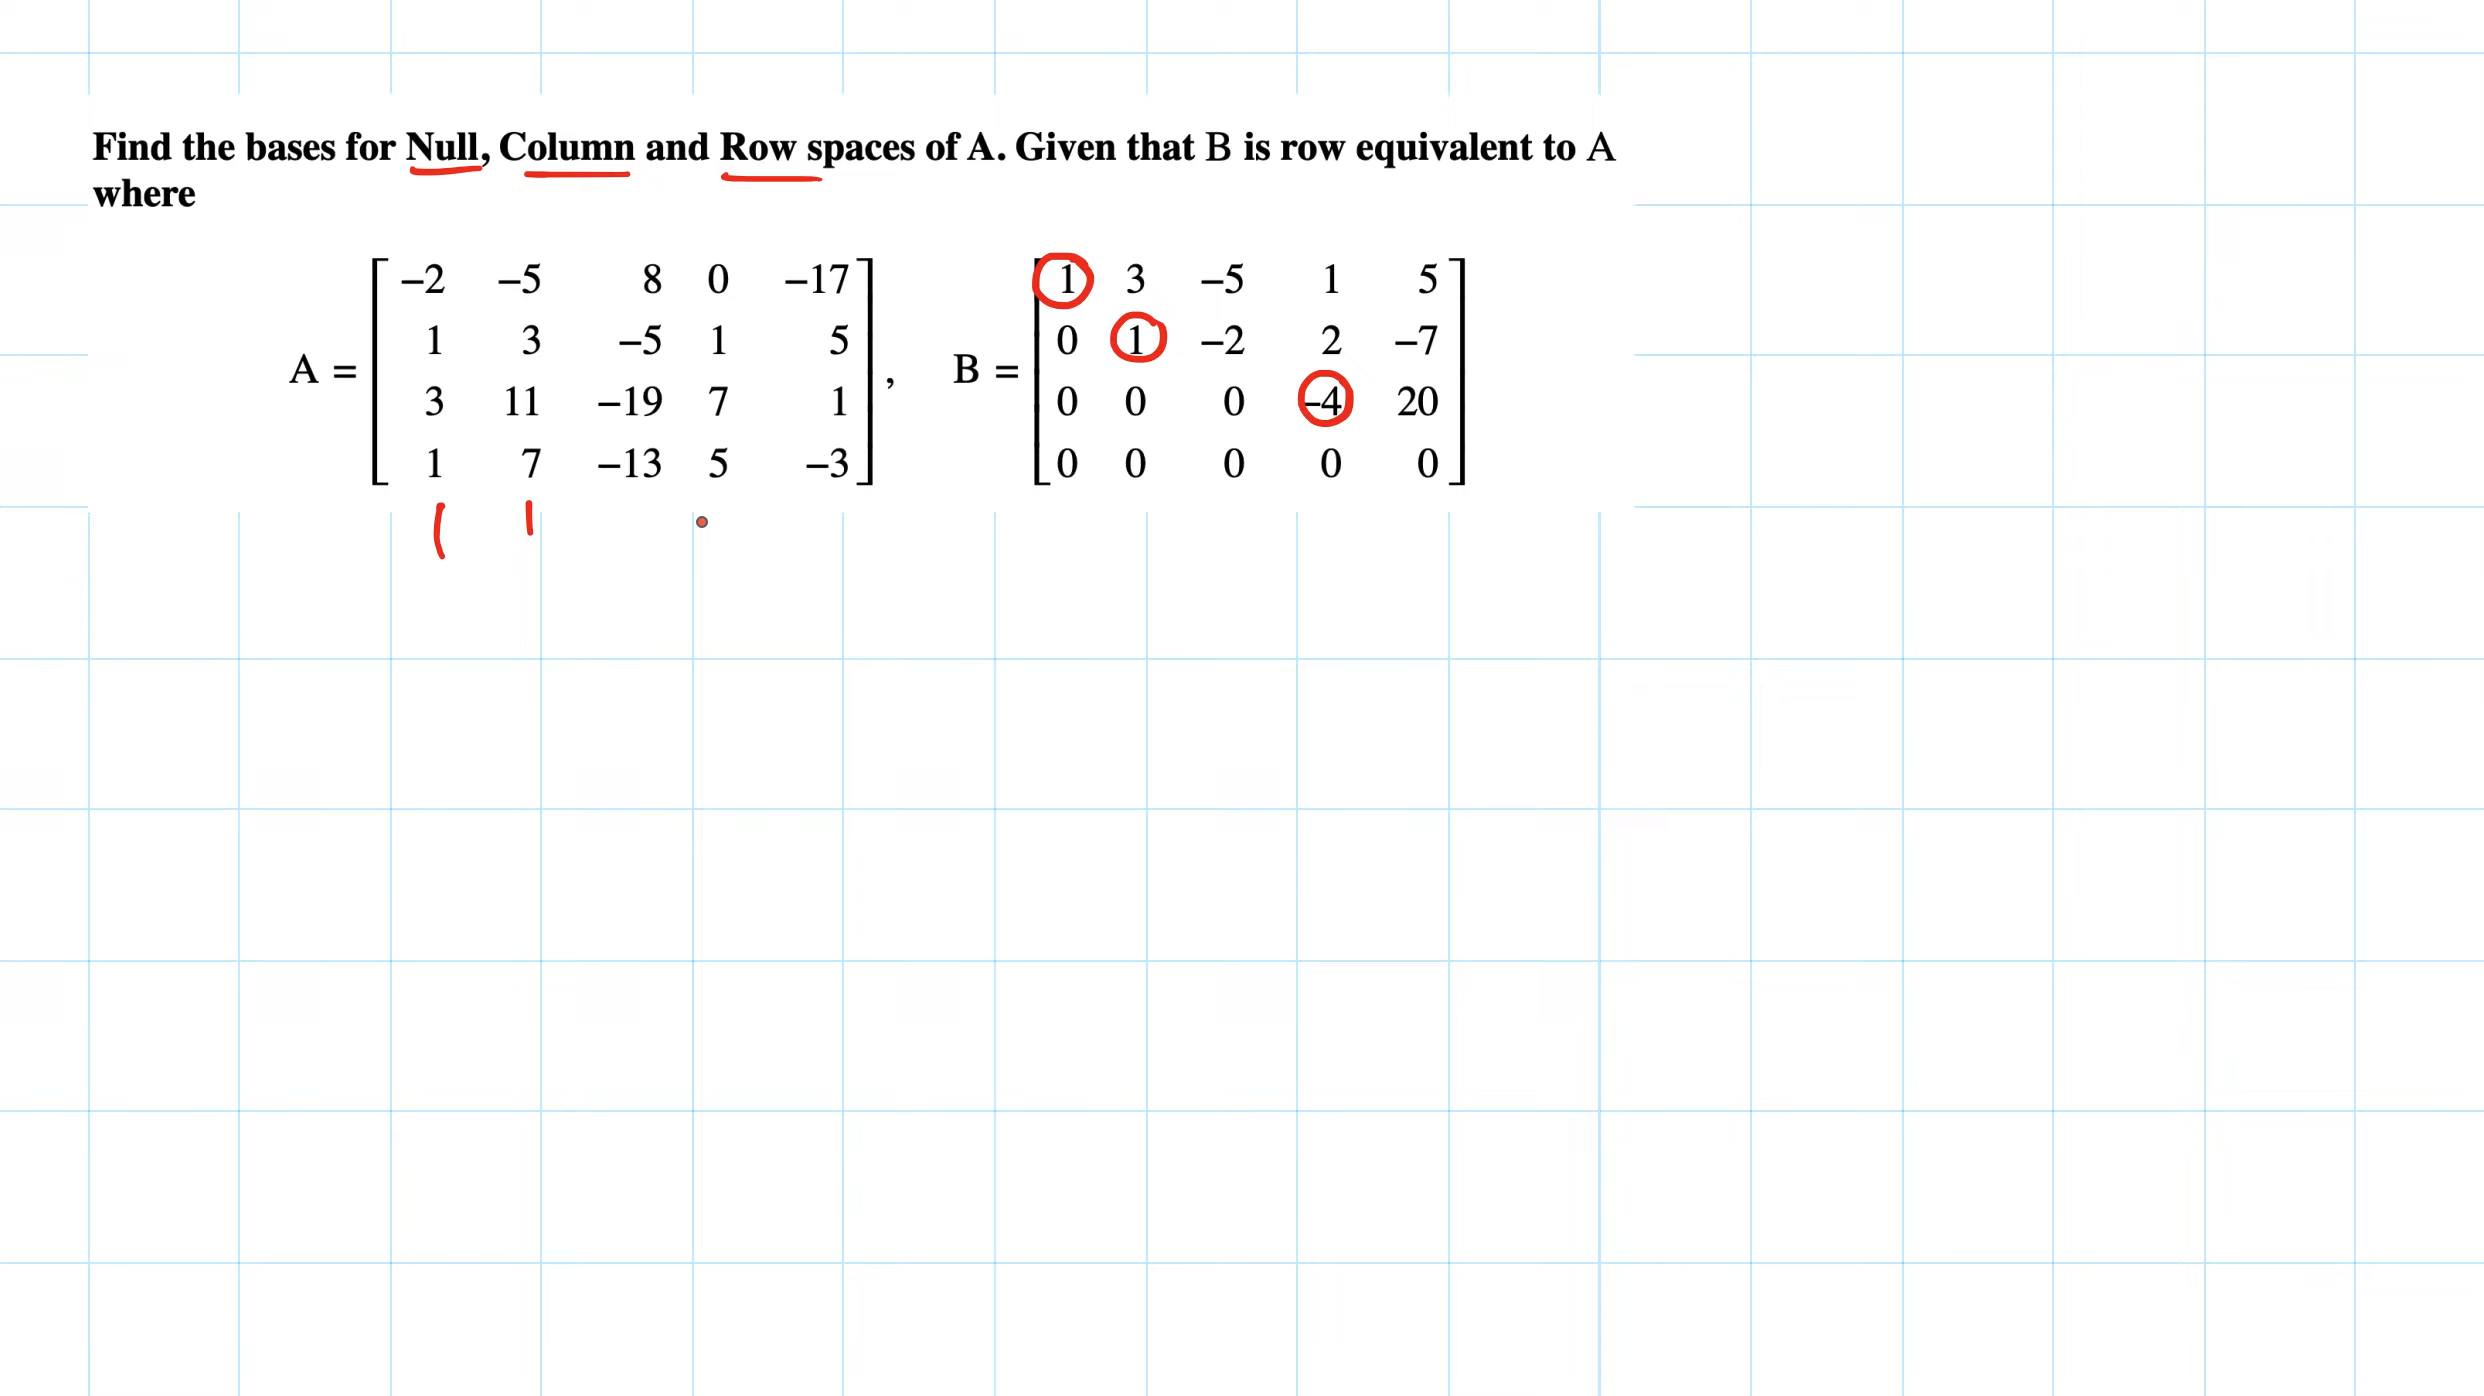 Find the bases for Null, Column and Row spaces of A. Given that B is row equivalent to A
where
−2 −5 8 0 −17
1 3 −5 1 5
A =
3 11 −19 7 1
1 7 −13 5 −3
,
1 3 −5 1 5
0 1 −2 2 −7
B =
0 0 0 −4 20
0 0 0 0 0